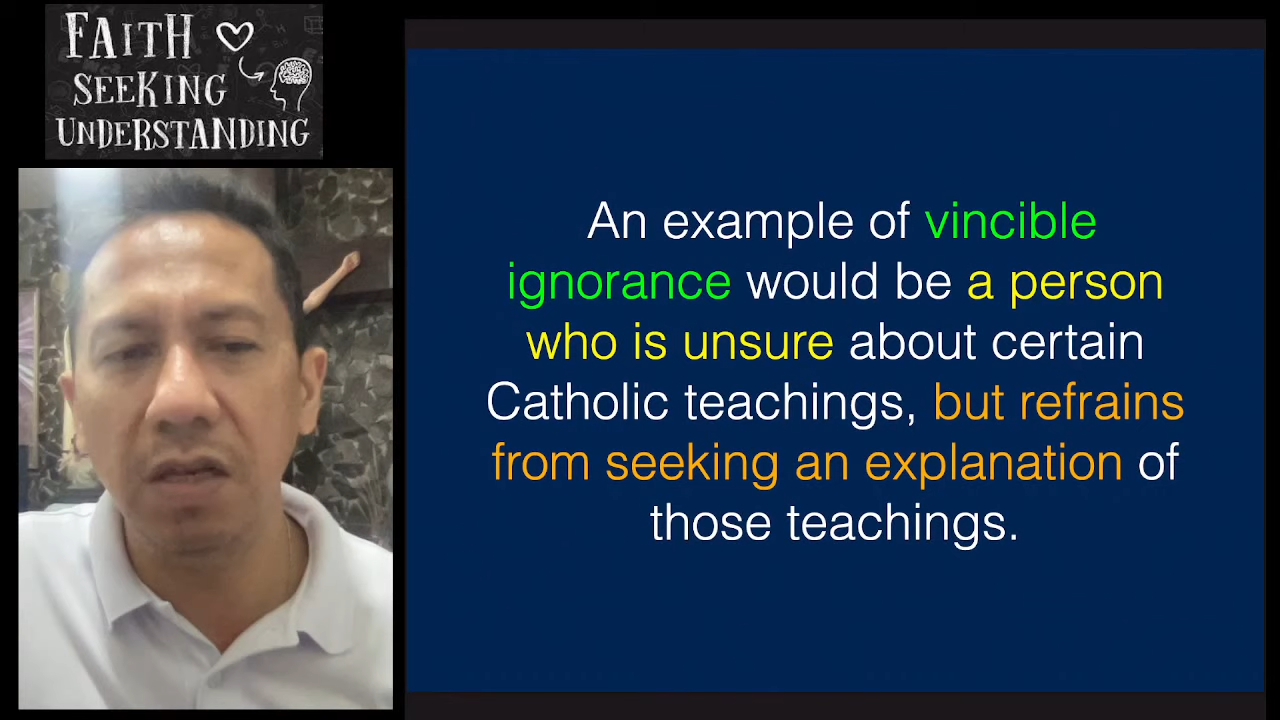 FAITH
SEEKING
UNDERSTANDING
An example of vincible
ignorance would be a person
who is unsure about certain
Catholic teachings, but refrains
from seeking an explanation of
those teachings.